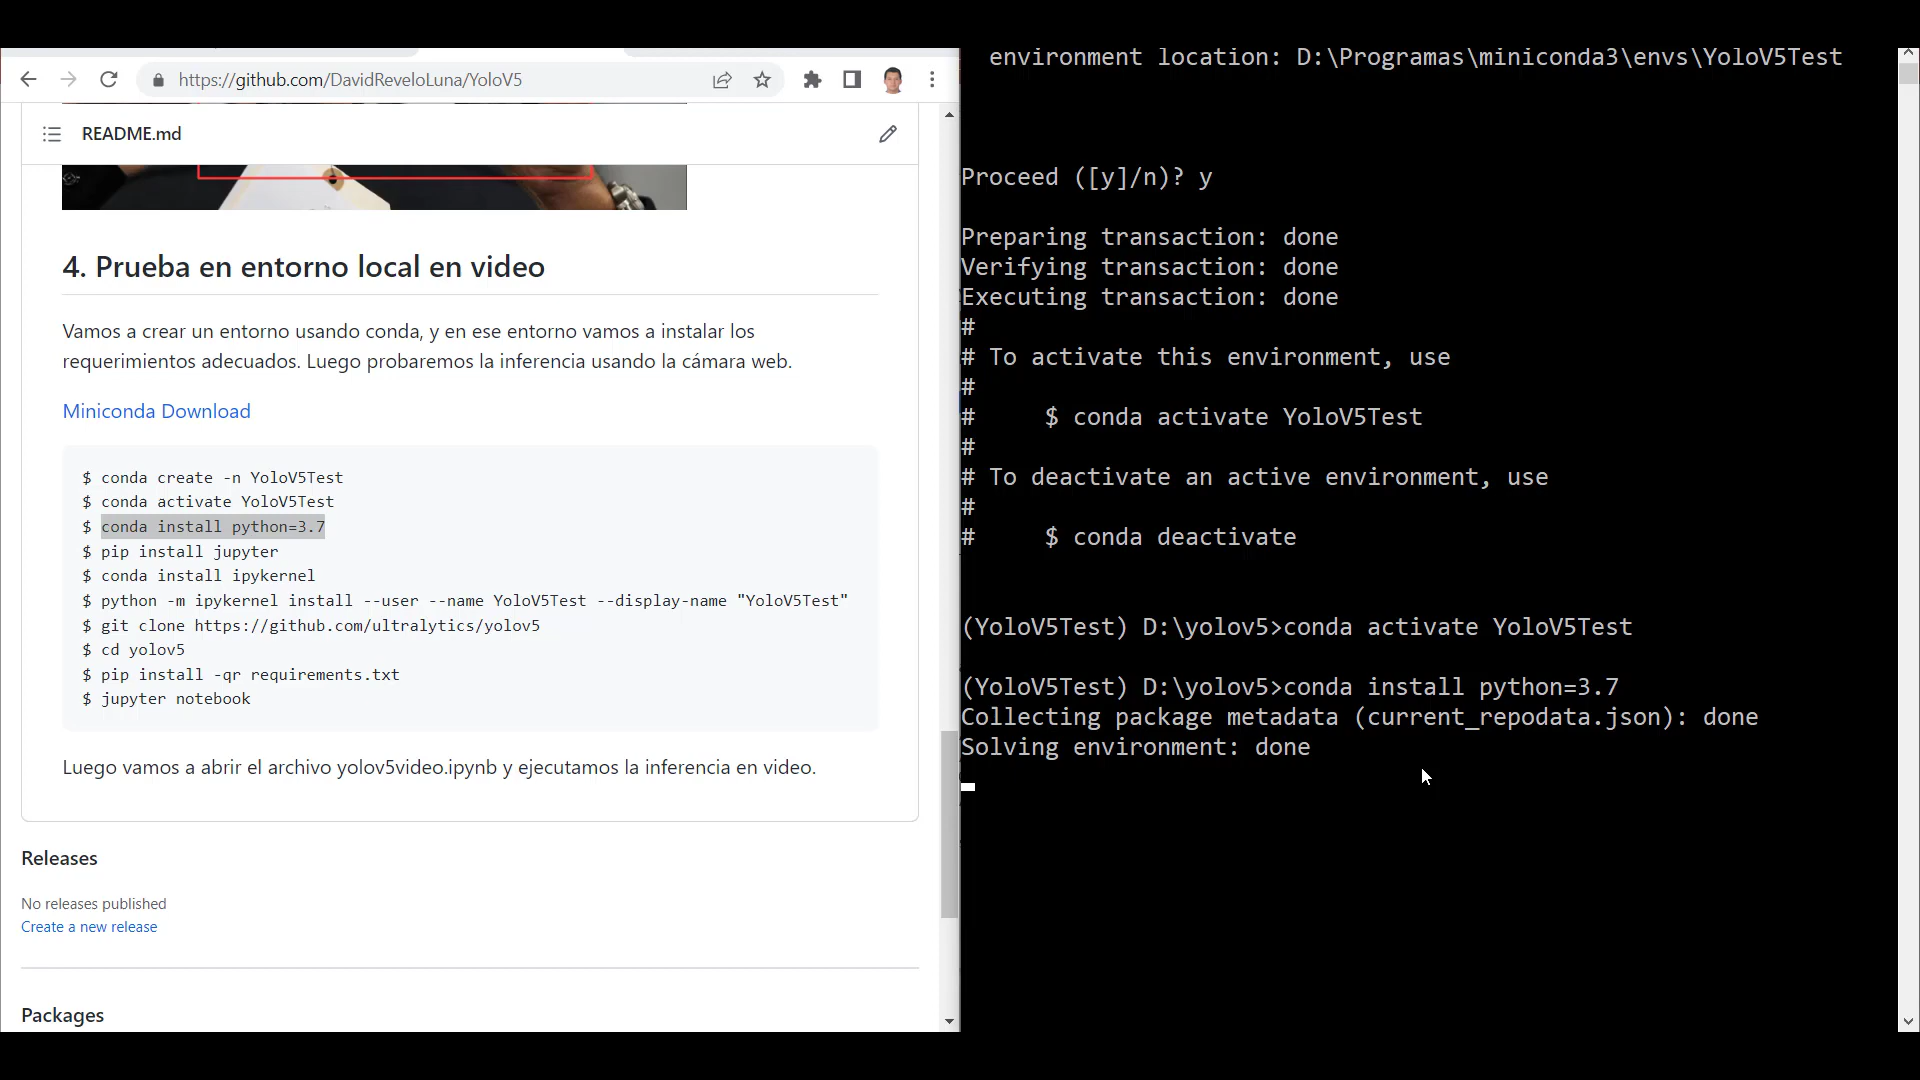 https://github.com/DavidReveloLuna/YoloV5
README.md
4. Prueba en entorno local en video
Vamos a crear un entorno usando conda, y en ese entorno vamos a instalar los
requerimientos adecuados. Luego probaremos la inferencia usando la cámara web.
Miniconda Download
$ conda create -n YoloV5Test
$ conda activate YoloV5Test
$ conda install python=3.7
$ pip install jupyter
$ conda install ipykernel
$ python -m ipykernel install --user --name YoloV5Test --display-name "YoloV5Test"
$ git clone https://github.com/ultralytics/yolov5
$ cd yolov5
$ pip install -qr requirements.txt
$ jupyter notebook
Luego vamos a abrir el archivo yolov5video.ipynb y ejecutamos la inferencia en video.
Releases
No releases published
Create a new release
Packages
environment location: D:\Programas\miniconda3\envs\YoloV5Test
Proceed ([y]/n)? y
Preparing transaction: done
Verifying transaction: done
Executing transaction: done
#
# To activate this environment, use
#
#     $ conda activate YoloV5Test
#
# To deactivate an active environment, use
#
#     $ conda deactivate
(YoloV5Test) D:\yolov5>conda activate YoloV5Test
(YoloV5Test) D:\yolov5>conda install python=3.7
Collecting package metadata (current_repodata.json): done
Solving environment: done